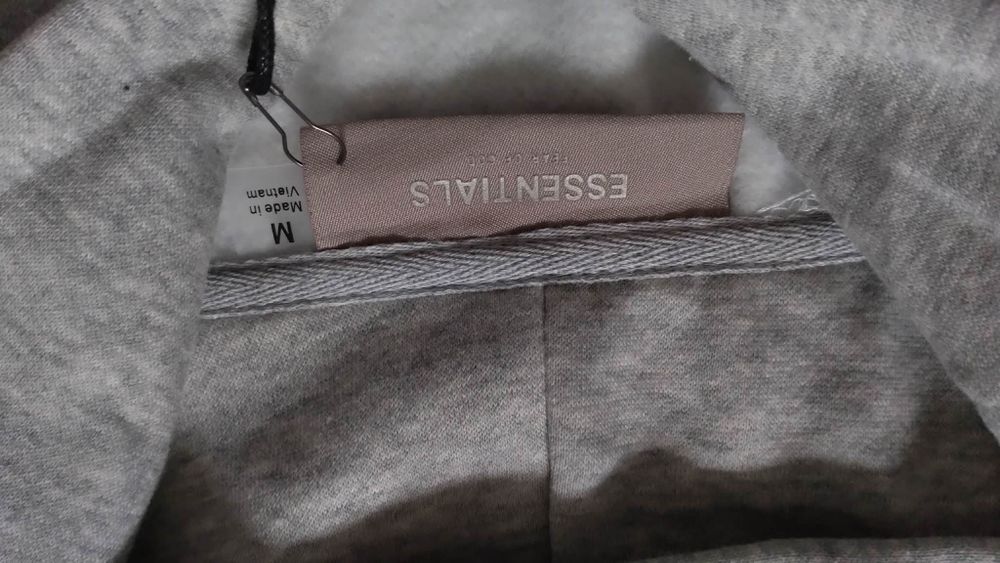 ESSENTIALS
FEAR OF GOD
M
Made in
Vietnam